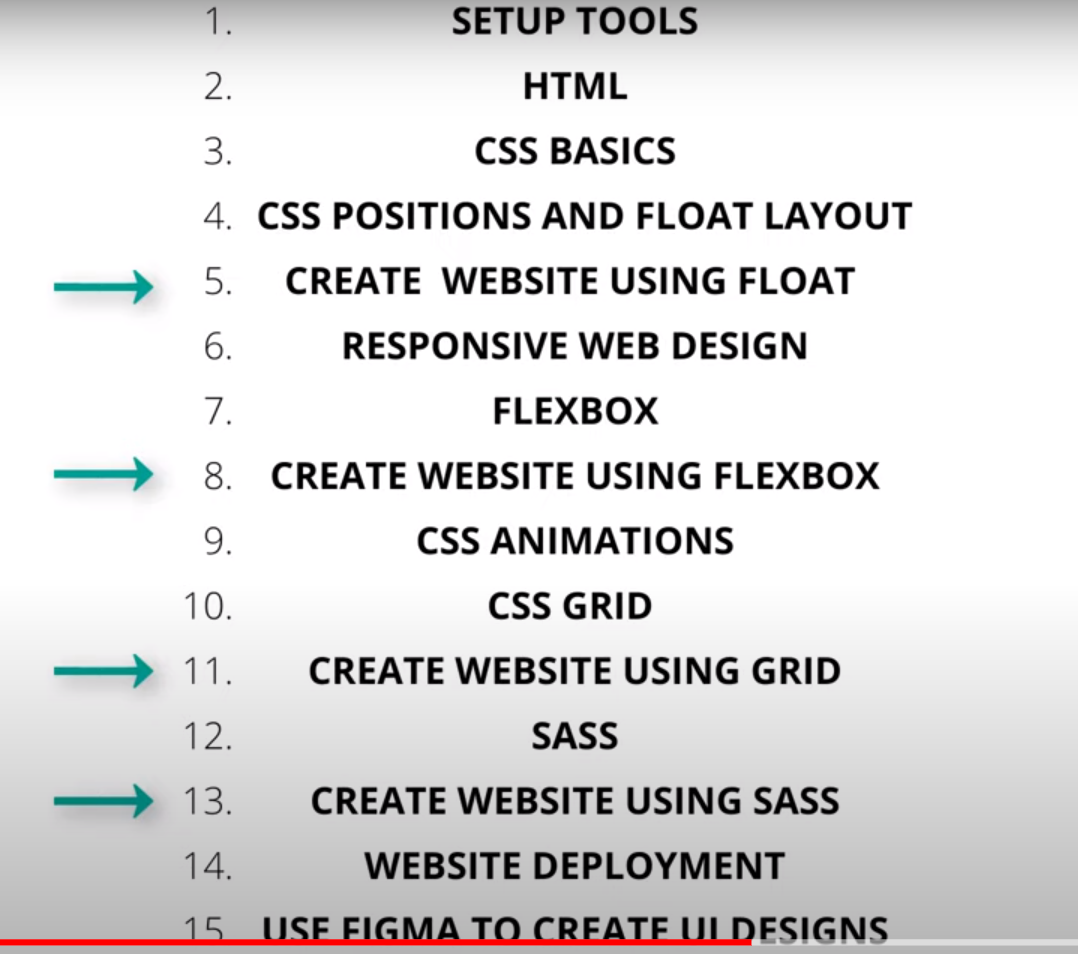 1. SETUP TOOLS
2. HTML
3. CSS BASICS
4. CSS POSITIONS AND FLOAT LAYOUT
5. CREATE WEBSITE USING FLOAT
6. RESPONSIVE WEB DESIGN
7. FLEXBOX
8. CREATE WEBSITE USING FLEXBOX
9. CSS ANIMATIONS
10. CSS GRID
11. CREATE WEBSITE USING GRID
12. SASS
13. CREATE WEBSITE USING SASS
14. WEBSITE DEPLOYMENT
15. USE FIGMA TO CREATE UI DESIGNS